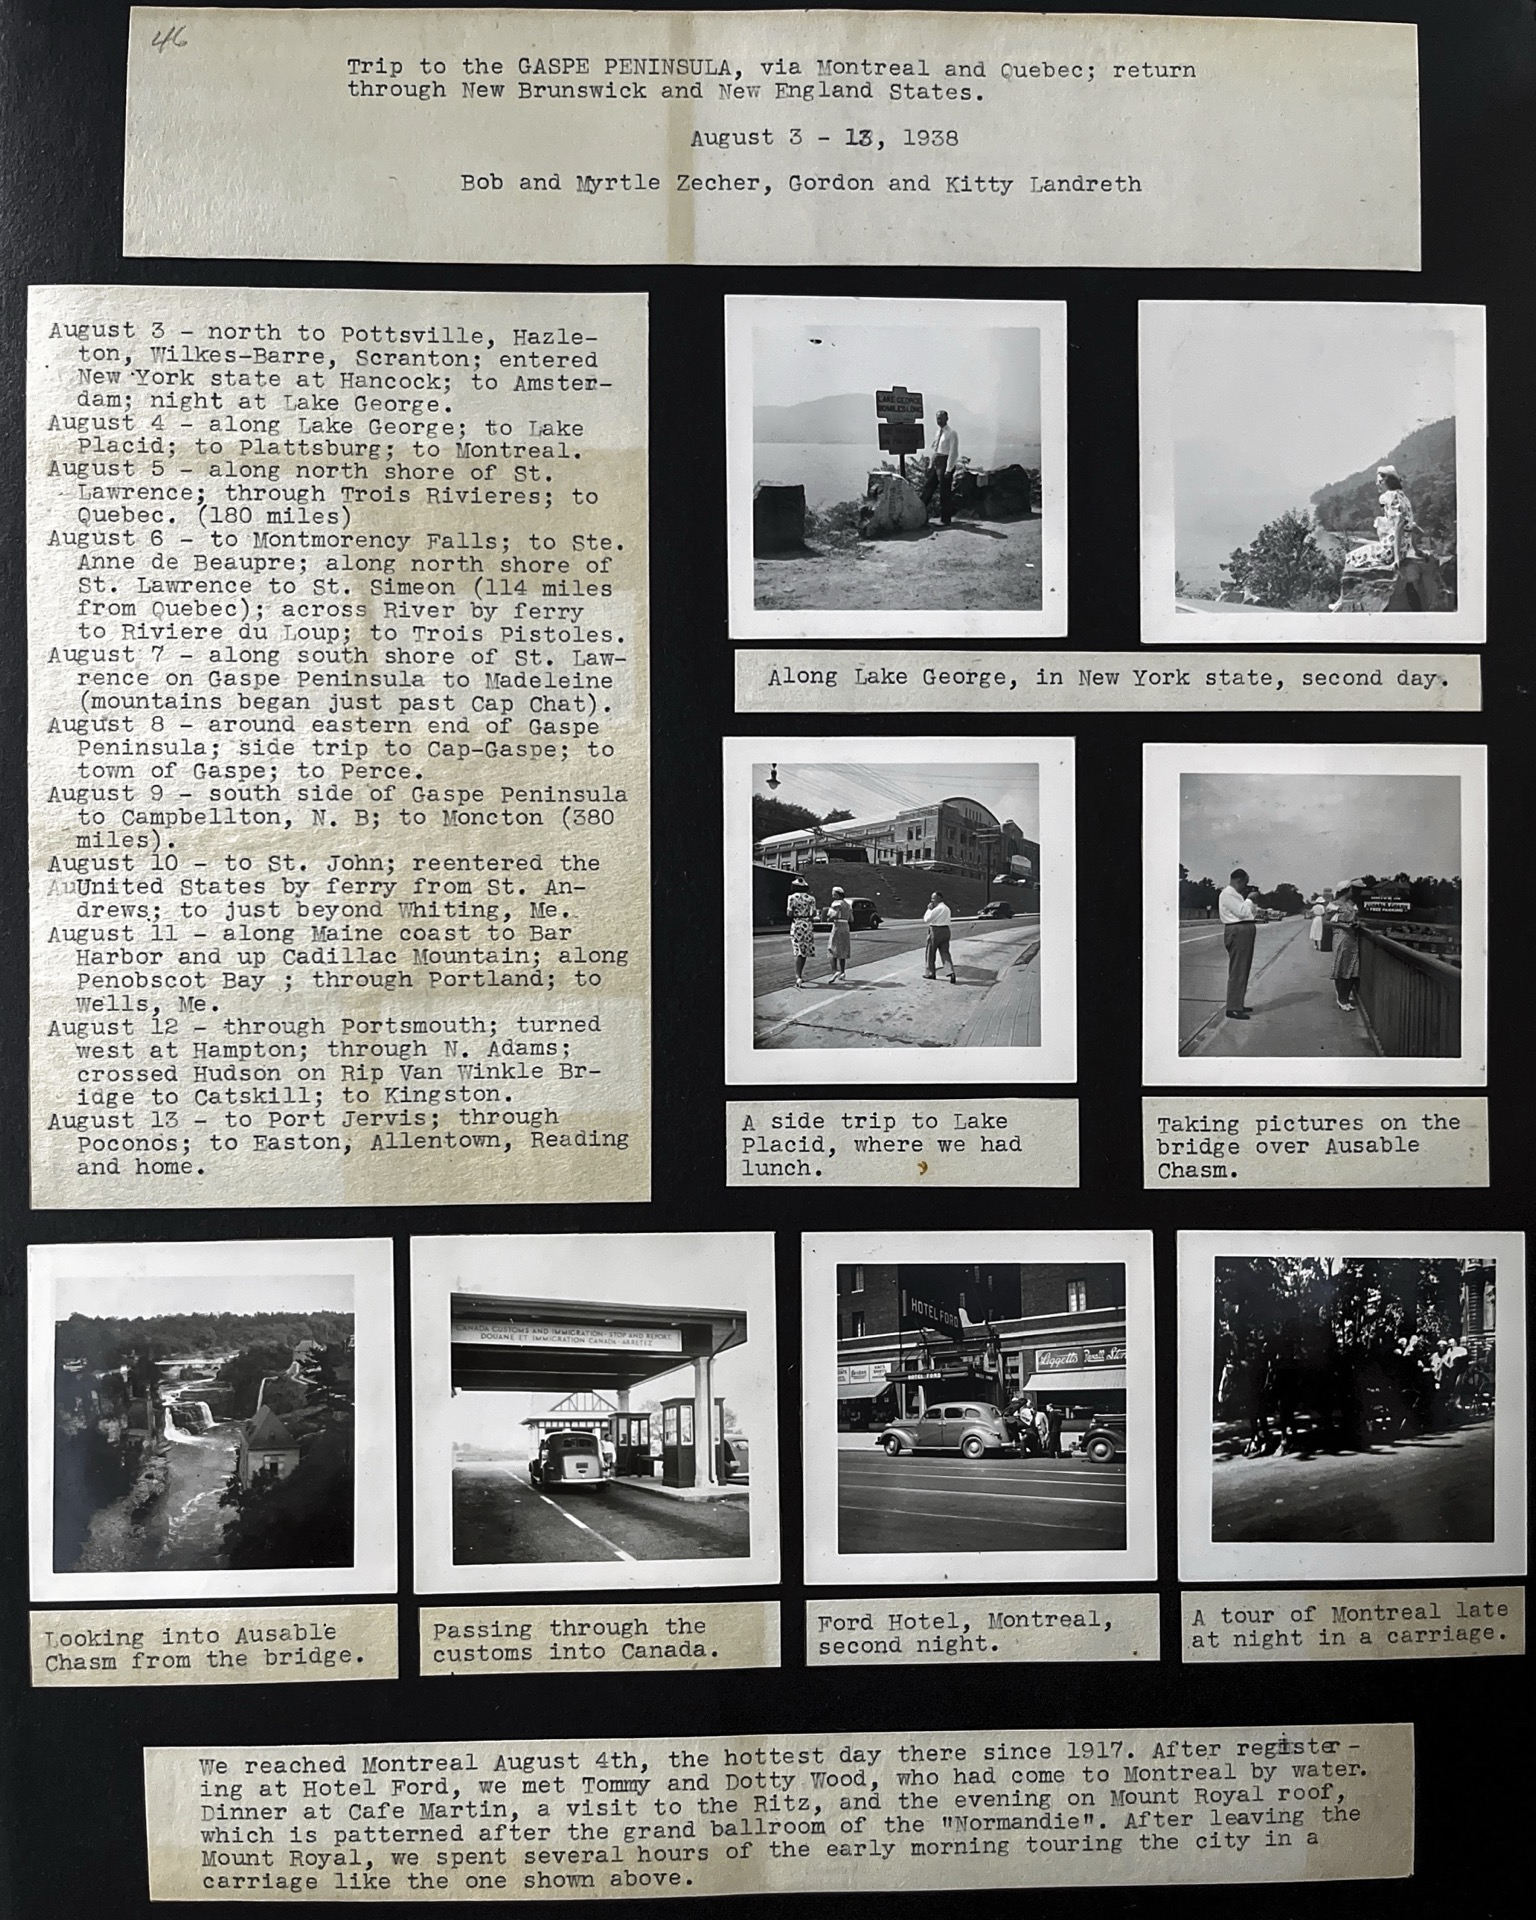 46
Trip to the GASPE PENINSULA, via Montreal and Quebec; return
through New Brunswick and New England States.
August 3 - 13, 1938
Bob and Myrtle Zecher, Gordon and Kitty Landreth
August 3 - north to Pottsville, Hazle-
ton, Wilkes-Barre, Scranton; entered
New York state at Hancock; to Amster-
dam; night at Lake George.
August 4 - along Lake George; to Lake
Placid; to Plattsburg; to Montreal.
August 5 - along north shore of St.
Lawrence; through Trois Rivieres; to
Quebec. (180 miles)
August 6 - to Montmorency Falls; to Ste.
Anne de Beaupre; along north shore of
St. Lawrence to St. Simeon (114 miles
from Quebec); across River by ferry
to Riviere du Loup; to Trois Pistoles.
August 7 - along south shore of St. Law-
rence on Gaspe Peninsula to Madeleine
(mountains began just past Cap Chat).
August 8 - around eastern end of Gaspe
Peninsula; side trip to Cap-Gaspe; to
town of Gaspe; to Perce.
August 9 - south side of Gaspe Peninsula
to Campbellton, N. B; to Moncton (380
miles).
August 10 - to St. John; reentered the
AuUnited States by ferry from St. An-
drews; to just beyond Whiting, Me.
August 11 - along Maine coast to Bar
Harbor and up Cadillac Mountain; along
Penobscot Bay ; through Portland; to
Wells, Me.
August 12 - through Portsmouth; turned
west at Hampton; through N. Adams;
crossed Hudson on Rip Van Winkle Br-
idge to Catskill; to Kingston.
August 13 - to Port Jervis; through
Poconos; to Easton, Allentown, Reading
and home.
LAKE GEORGE
Along Lake George, in New York state, second day.
A side trip to Lake
Placid, where we had
lunch.
AUSABLE CHASM
FREE PARKING
Taking pictures on the
bridge over Ausable
Chasm.
Looking into Ausable
Chasm from the bridge.
CANADA CUSTOMS AND IMMIGRATION-STOP AND REPORT
DOUANE ET IMMIGRATION CANADA-ARRETEZ
Passing through the
customs into Canada.
HOTEL FORD
HOTEL FORD
Liggetts Rexall Store
Ford Hotel, Montreal,
second night.
A tour of Montreal late
at night in a carriage.
We reached Montreal August 4th, the hottest day there since 1917. After register-
ing at Hotel Ford, we met Tommy and Dotty Wood, who had come to Montreal by water.
Dinner at Cafe Martin, a visit to the Ritz, and the evening on Mount Royal roof,
which is patterned after the grand ballroom of the "Normandie". After leaving the
Mount Royal, we spent several hours of the early morning touring the city in a
carriage like the one shown above.